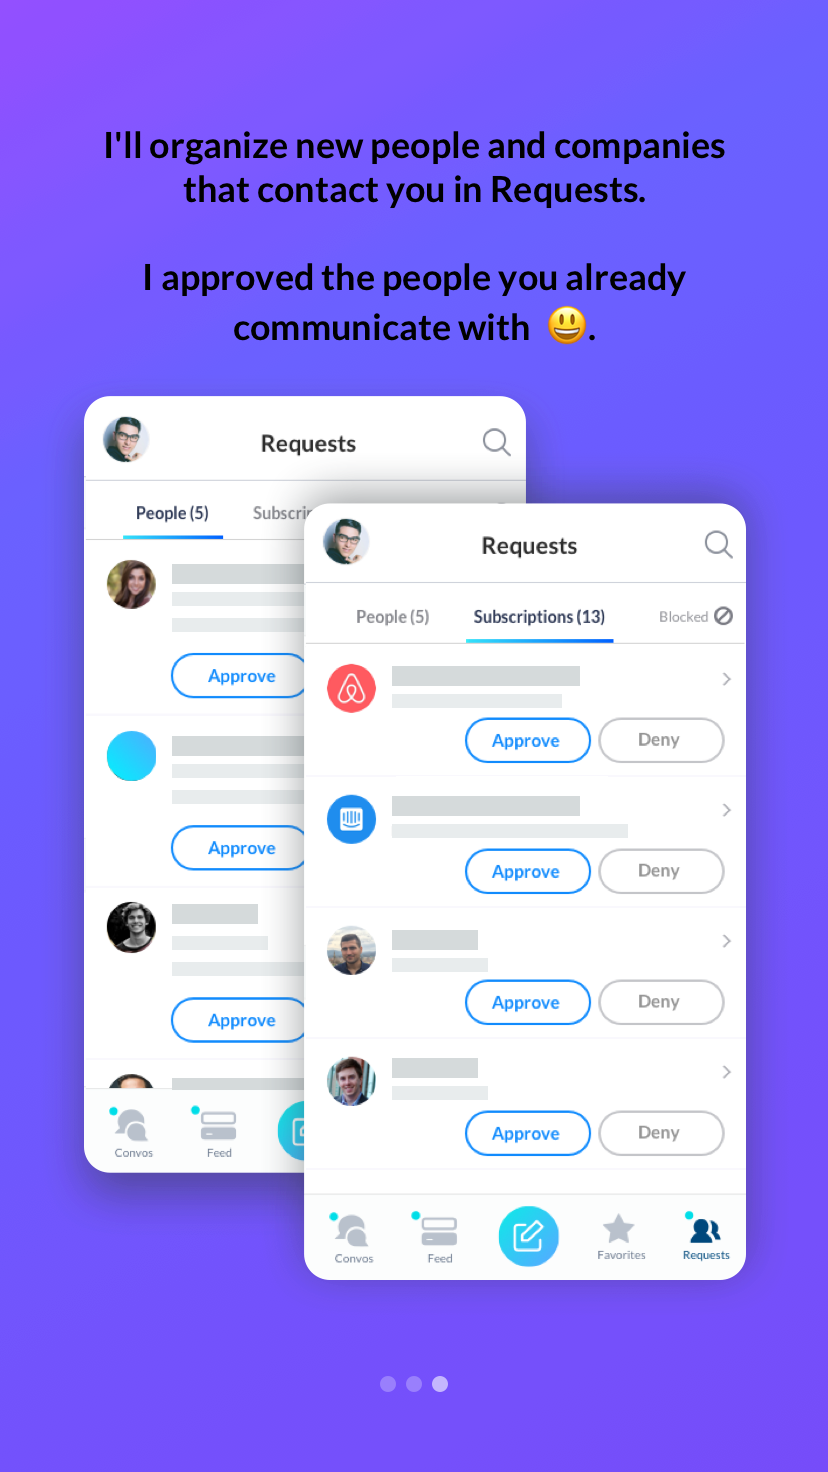 I'll organize new people and companies
that contact you in Requests.
I approved the people you already
communicate with 😃.
Requests
People (5)
Approve
Approve
Approve
Convos
Feed
Requests
People (5) Subscriptions (13) Blocked
Approve Deny
Approve Deny
Approve Deny
Approve Deny
Convos Feed Favorites Requests